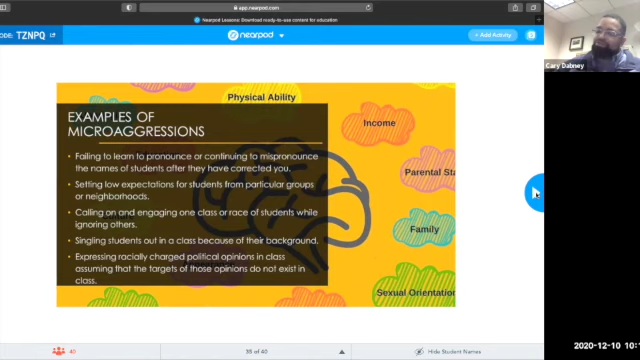 app.nearpod.com
Nearpod Lessons: Download ready-to-use content for education
ODE: TZNPQ
nearpod
+ Add Activity
Cary Dabney
Physical Ability
Income
Parental Sta
Family
Sexual Orientation
EXAMPLES OF
MICROAGGRESSIONS
• Failing to learn to pronounce or continuing to mispronounce
the names of students after they have corrected you.
• Setting low expectations for students from particular groups
or neighborhoods.
• Calling on and engaging one class or race of students while
ignoring others.
• Singling students out in a class because of their background.
• Expressing racially charged political opinions in class
assuming that the targets of those opinions do not exist in
class.
40
35 of 40
Hide Student Names
2020-12-10 10:1